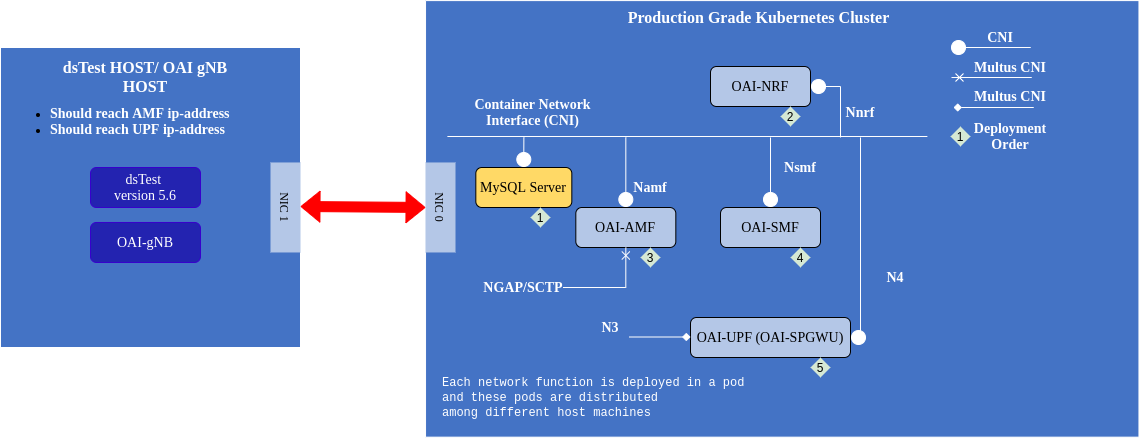 dsTest HOST/ OAI gNB
HOST
Should reach AMF ip-address
Should reach UPF ip-address
dsTest
version 5.6
OAI-gNB
NIC 1
NIC 0
Production Grade Kubernetes Cluster
CNI
Multus CNI
Multus CNI
1
Deployment
Order
Container Network
Interface (CNI)
OAI-NRF
2
Nnrf
MySQL Server
1
Namf
OAI-AMF
3
Nsmf
OAI-SMF
4
NGAP/SCTP
N4
N3
OAI-UPF (OAI-SPGWU)
5
Each network function is deployed in a pod
and these pods are distributed
among different host machines